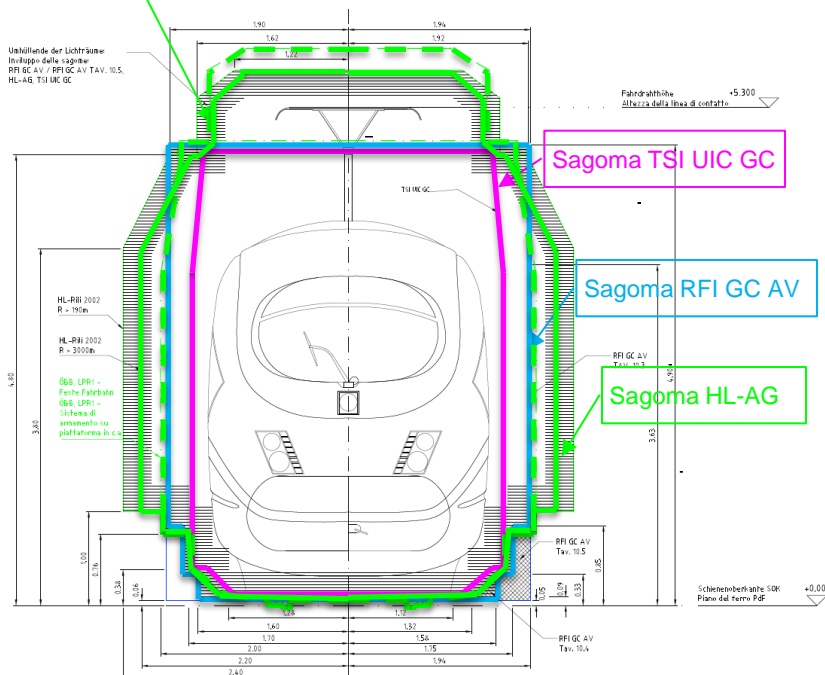 1.90
1.94
1.62
1.92
1.22
Umhüllende der Lichträume
Inviluppo delle sagome
RFI GC AV / RFI GC AV TAV. 10.5,
HL-AG, TSI UIC GC
Fahrdrahthöhe
Altezza della linea di contatto
+5.300
Sagoma TSI UIC GC
TSI UIC GC
Sagoma RFI GC AV
HL-Rili 2002
R > 190m
HL-Rili 2002
R > 3000m
ÖBB, LPR1 -
Feste Fahrbahn
ÖBB, LPR1 -
Sistema di
armamento su
piattaforma in c.a.
RFI GC AV
Sagoma HL-AG
4.80
3.80
4.90
3.63
1.00
0.76
0.38
0.06
RFI GC AV
Tav. 10.5
0.85
0.33
0.09
0.05
Schienenoberkante SOK
Piano del ferro PdF
+0,00
1.28
1.12
1.60
1.32
1.70
1.58
2.00
1.75
2.20
1.94
2.40
RFI GC AV
Tav. 10.4